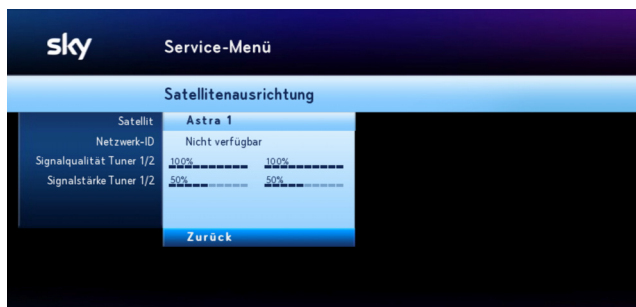 sky Service-Menü
Satellitenausrichtung
Satellit Astra 1
Netzwerk-ID Nicht verfügbar
Signalqualität Tuner 1/2 100% 100%
Signalstärke Tuner 1/2 50% 50%
Zurück